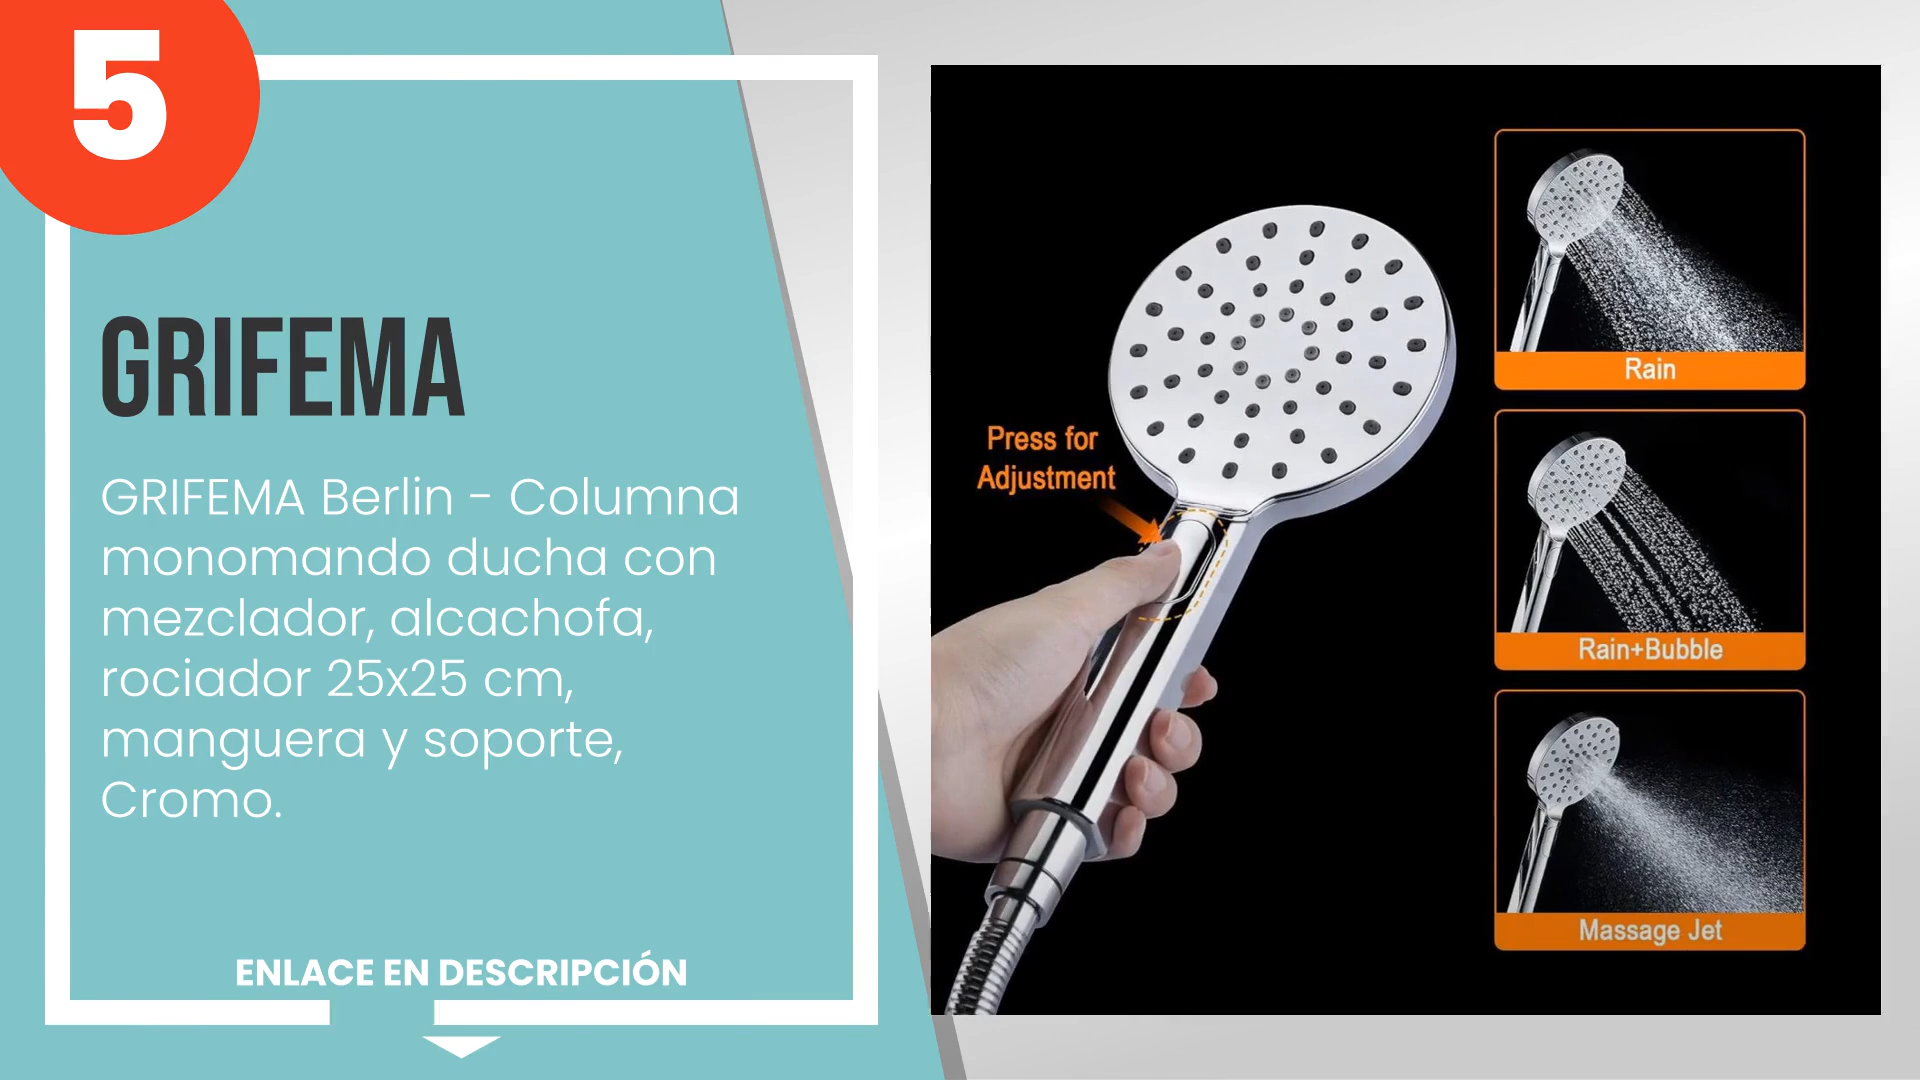 5
GRIFEMA
GRIFEMA Berlin - Columna
monomando ducha con
mezclador, alcachofa,
rociador 25x25 cm,
manguera y soporte,
Cromo.
ENLACE EN DESCRIPCIÓN
Press for
Adjustment
Rain
Rain+Bubble
Massage Jet